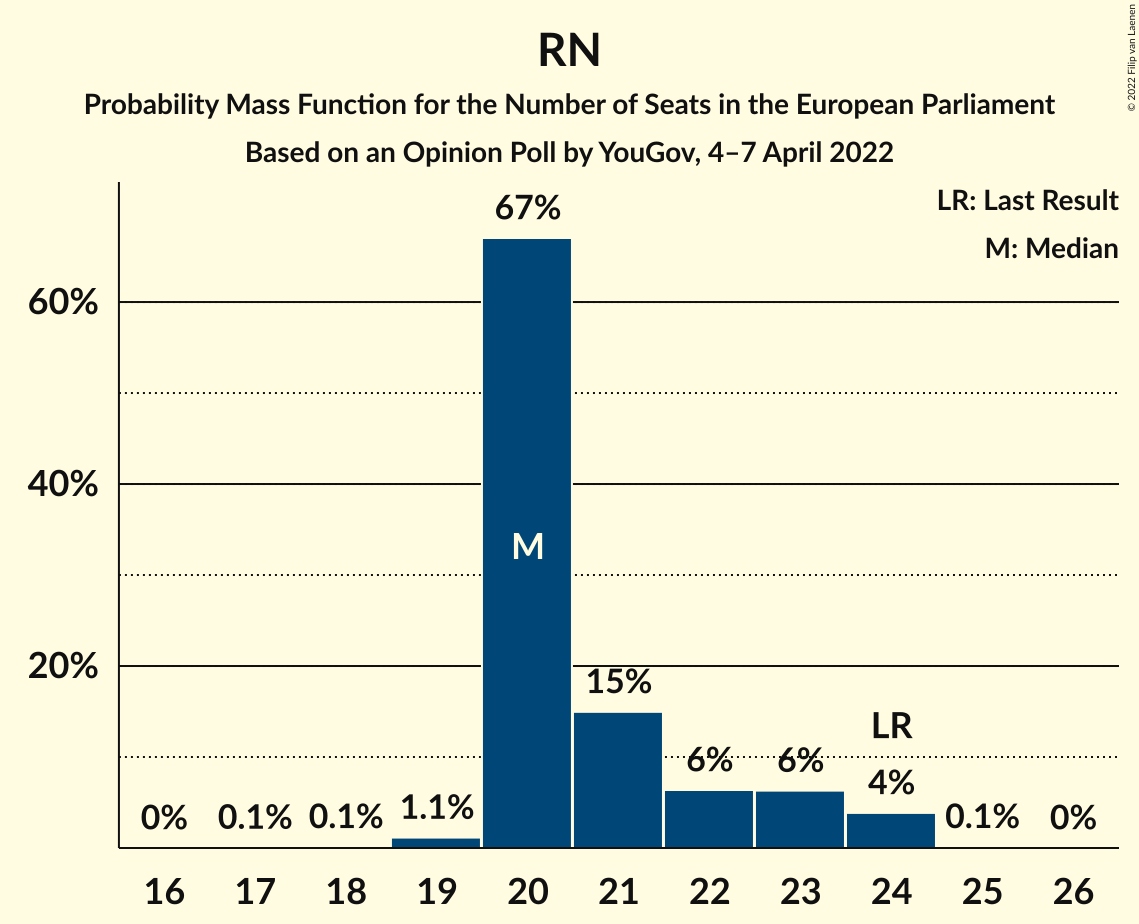 RN
Probability Mass Function for the Number of Seats in the European Parliament
Based on an Opinion Poll by YouGov, 4–7 April 2022
© 2022 Filip van Laenen
LR: Last Result
M: Median
67%
60%
40%
M
20%
15%
LR
6%
6%
4%
0%
0.1%
0.1%
1.1%
0.1%
0%
16 17 18 19 20 21 22 23 24 25 26